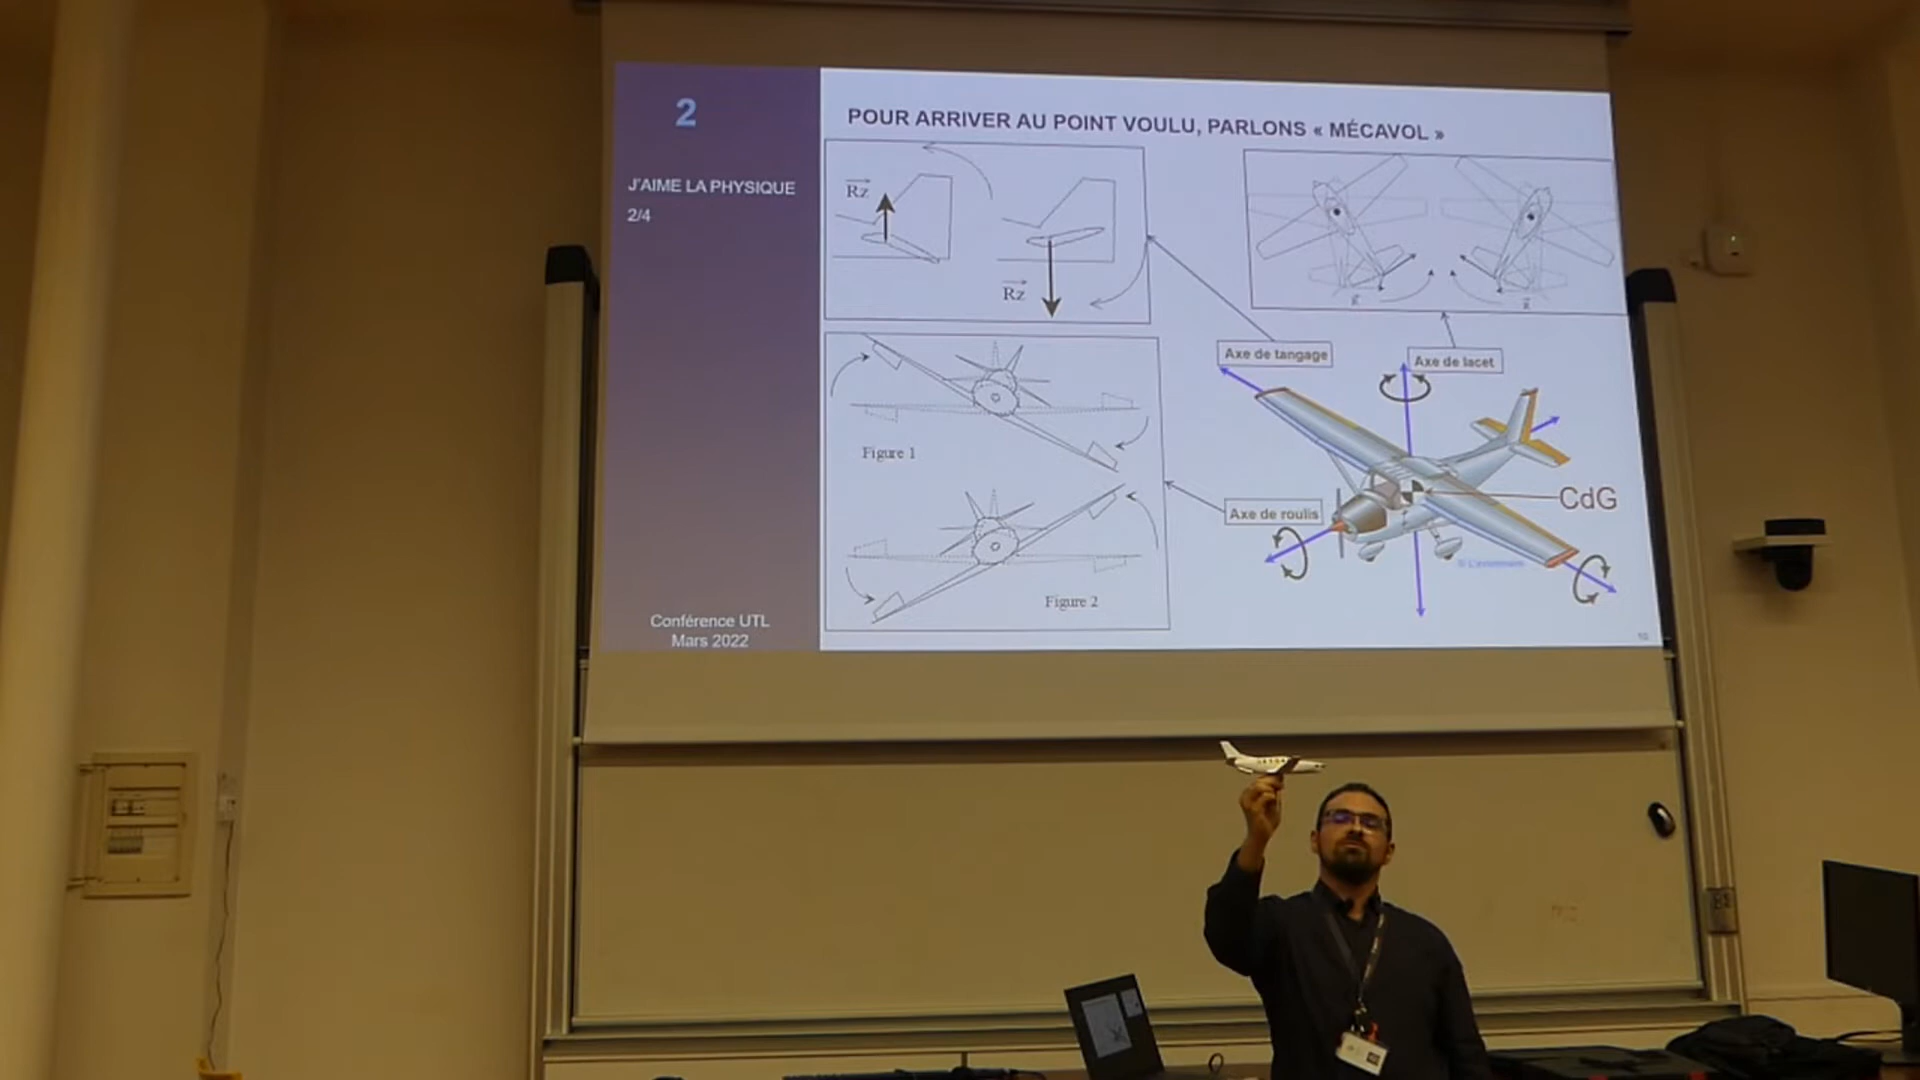 2
J'AIME LA PHYSIQUE
2/4
Conférence UTL
Mars 2022
POUR ARRIVER AU POINT VOULU, PARLONS « MÉCAVOL »
Rz
Rz
Axe de tangage
Axe de lacet
Figure 1
Axe de roulis
CdG
Figure 2